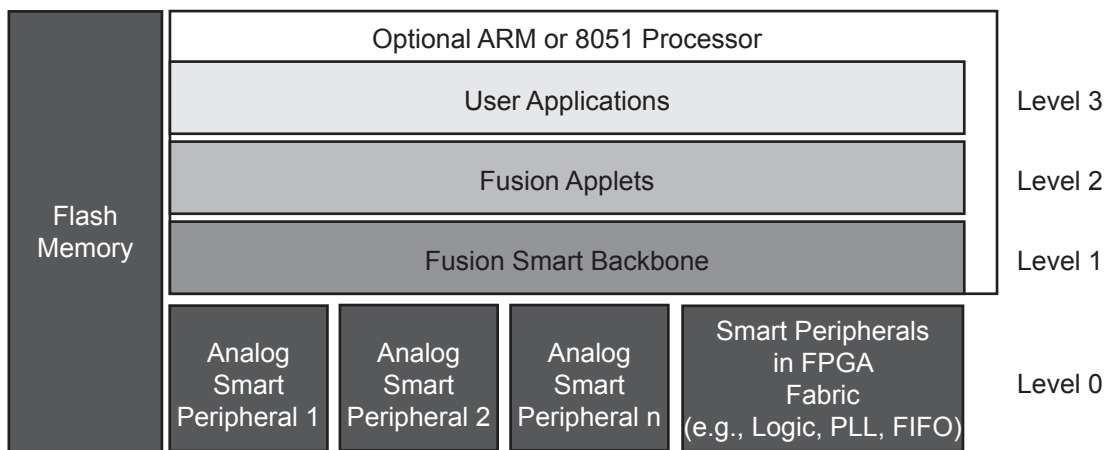 Optional ARM or 8051 Processor
User Applications
Level 3
Fusion Applets
Level 2
Flash
Memory
Fusion Smart Backbone
Level 1
Analog
Smart
Peripheral 1
Analog
Smart
Peripheral 2
Analog
Smart
Peripheral n
Smart Peripherals
in FPGA
Fabric
(e.g., Logic, PLL, FIFO)
Level 0